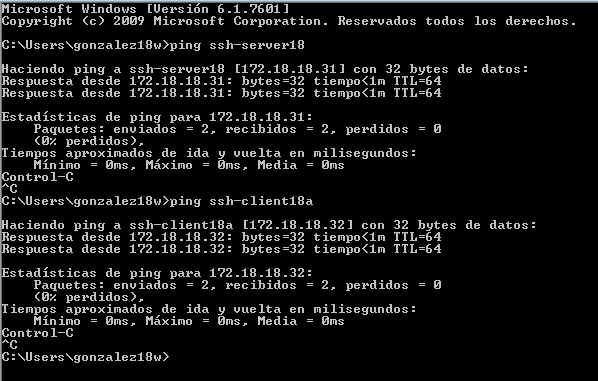 Microsoft Windows [Versión 6.1.7601]
Copyright (c) 2009 Microsoft Corporation. Reservados todos los derechos.
C:\Users\gonzalez18w>ping ssh-server18
Haciendo ping a ssh-server18 [172.18.18.31] con 32 bytes de datos:
Respuesta desde 172.18.18.31: bytes=32 tiempo<1m TTL=64
Respuesta desde 172.18.18.31: bytes=32 tiempo<1m TTL=64
Estadísticas de ping para 172.18.18.31:
    Paquetes: enviados = 2, recibidos = 2, perdidos = 0
    (0% perdidos),
Tiempos aproximados de ida y vuelta en milisegundos:
    Mínimo = 0ms, Máximo = 0ms, Media = 0ms
Control-C
^C
C:\Users\gonzalez18w>ping ssh-client18a
Haciendo ping a ssh-client18a [172.18.18.32] con 32 bytes de datos:
Respuesta desde 172.18.18.32: bytes=32 tiempo<1m TTL=64
Respuesta desde 172.18.18.32: bytes=32 tiempo<1m TTL=64
Estadísticas de ping para 172.18.18.32:
    Paquetes: enviados = 2, recibidos = 2, perdidos = 0
    (0% perdidos),
Tiempos aproximados de ida y vuelta en milisegundos:
    Mínimo = 0ms, Máximo = 0ms, Media = 0ms
Control-C
^C
C:\Users\gonzalez18w>